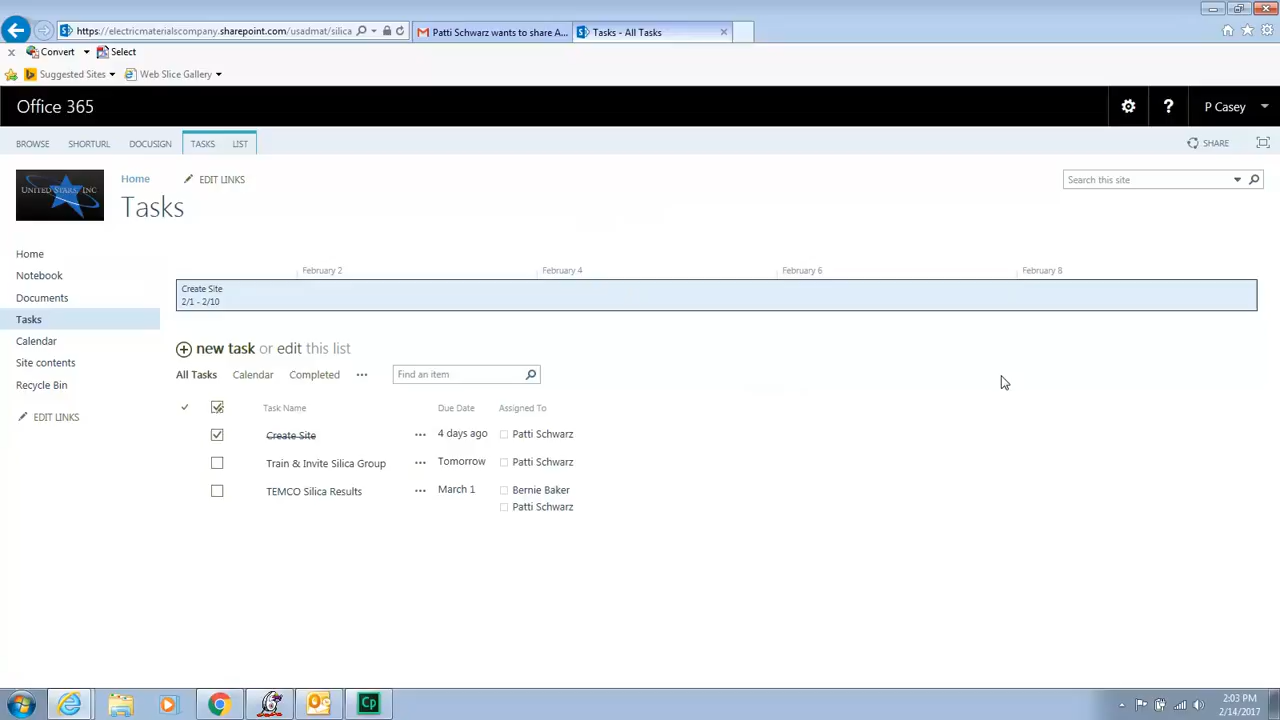 https://electricmaterialscompany.sharepoint.com/usadmat/silica
Patti Schwarz wants to share A...
Tasks - All Tasks
Convert
Select
Suggested Sites
Web Slice Gallery
Office 365
?
P Casey
BROWSE
SHORTURL
DOCUSIGN
TASKS
LIST
SHARE
UNITED STARS, INC
Home
EDIT LINKS
Search this site
Tasks
Home
Notebook
Documents
Tasks
Calendar
Site contents
Recycle Bin
EDIT LINKS
February 2
February 4
February 6
February 8
Create Site
2/1 - 2/10
new task or edit this list
All Tasks
Calendar
Completed
...
Find an item
Task Name
Due Date
Assigned To
Create Site
...
4 days ago
Patti Schwarz
Train & Invite Silica Group
...
Tomorrow
Patti Schwarz
TEMCO Silica Results
...
March 1
Bernie Baker
Patti Schwarz
Cp
2:03 PM
2/14/2017